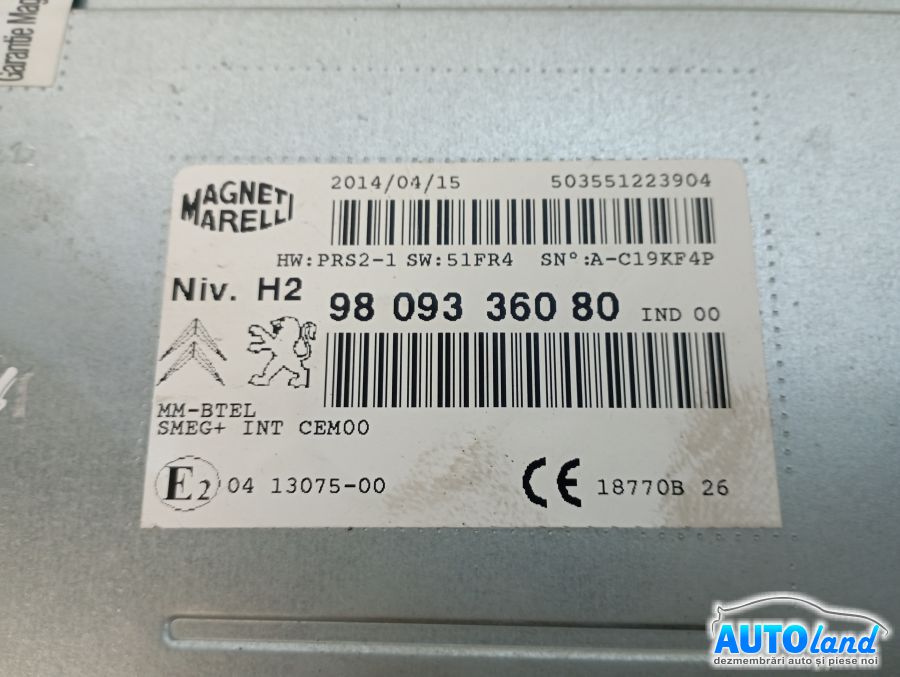 Garantie Mag
MAGNETI
MARELLI
2014/04/15 503551223904
HW:PRS2-1 SW:51FR4 SN°:A-C19KF4P
Niv. H2
98 093 360 80 IND 00
MM-BTEL
SMEG+ INT CEM00
E2 04 13075-00 CE 18770B 26
AUTOland
dezmembrări auto și piese noi